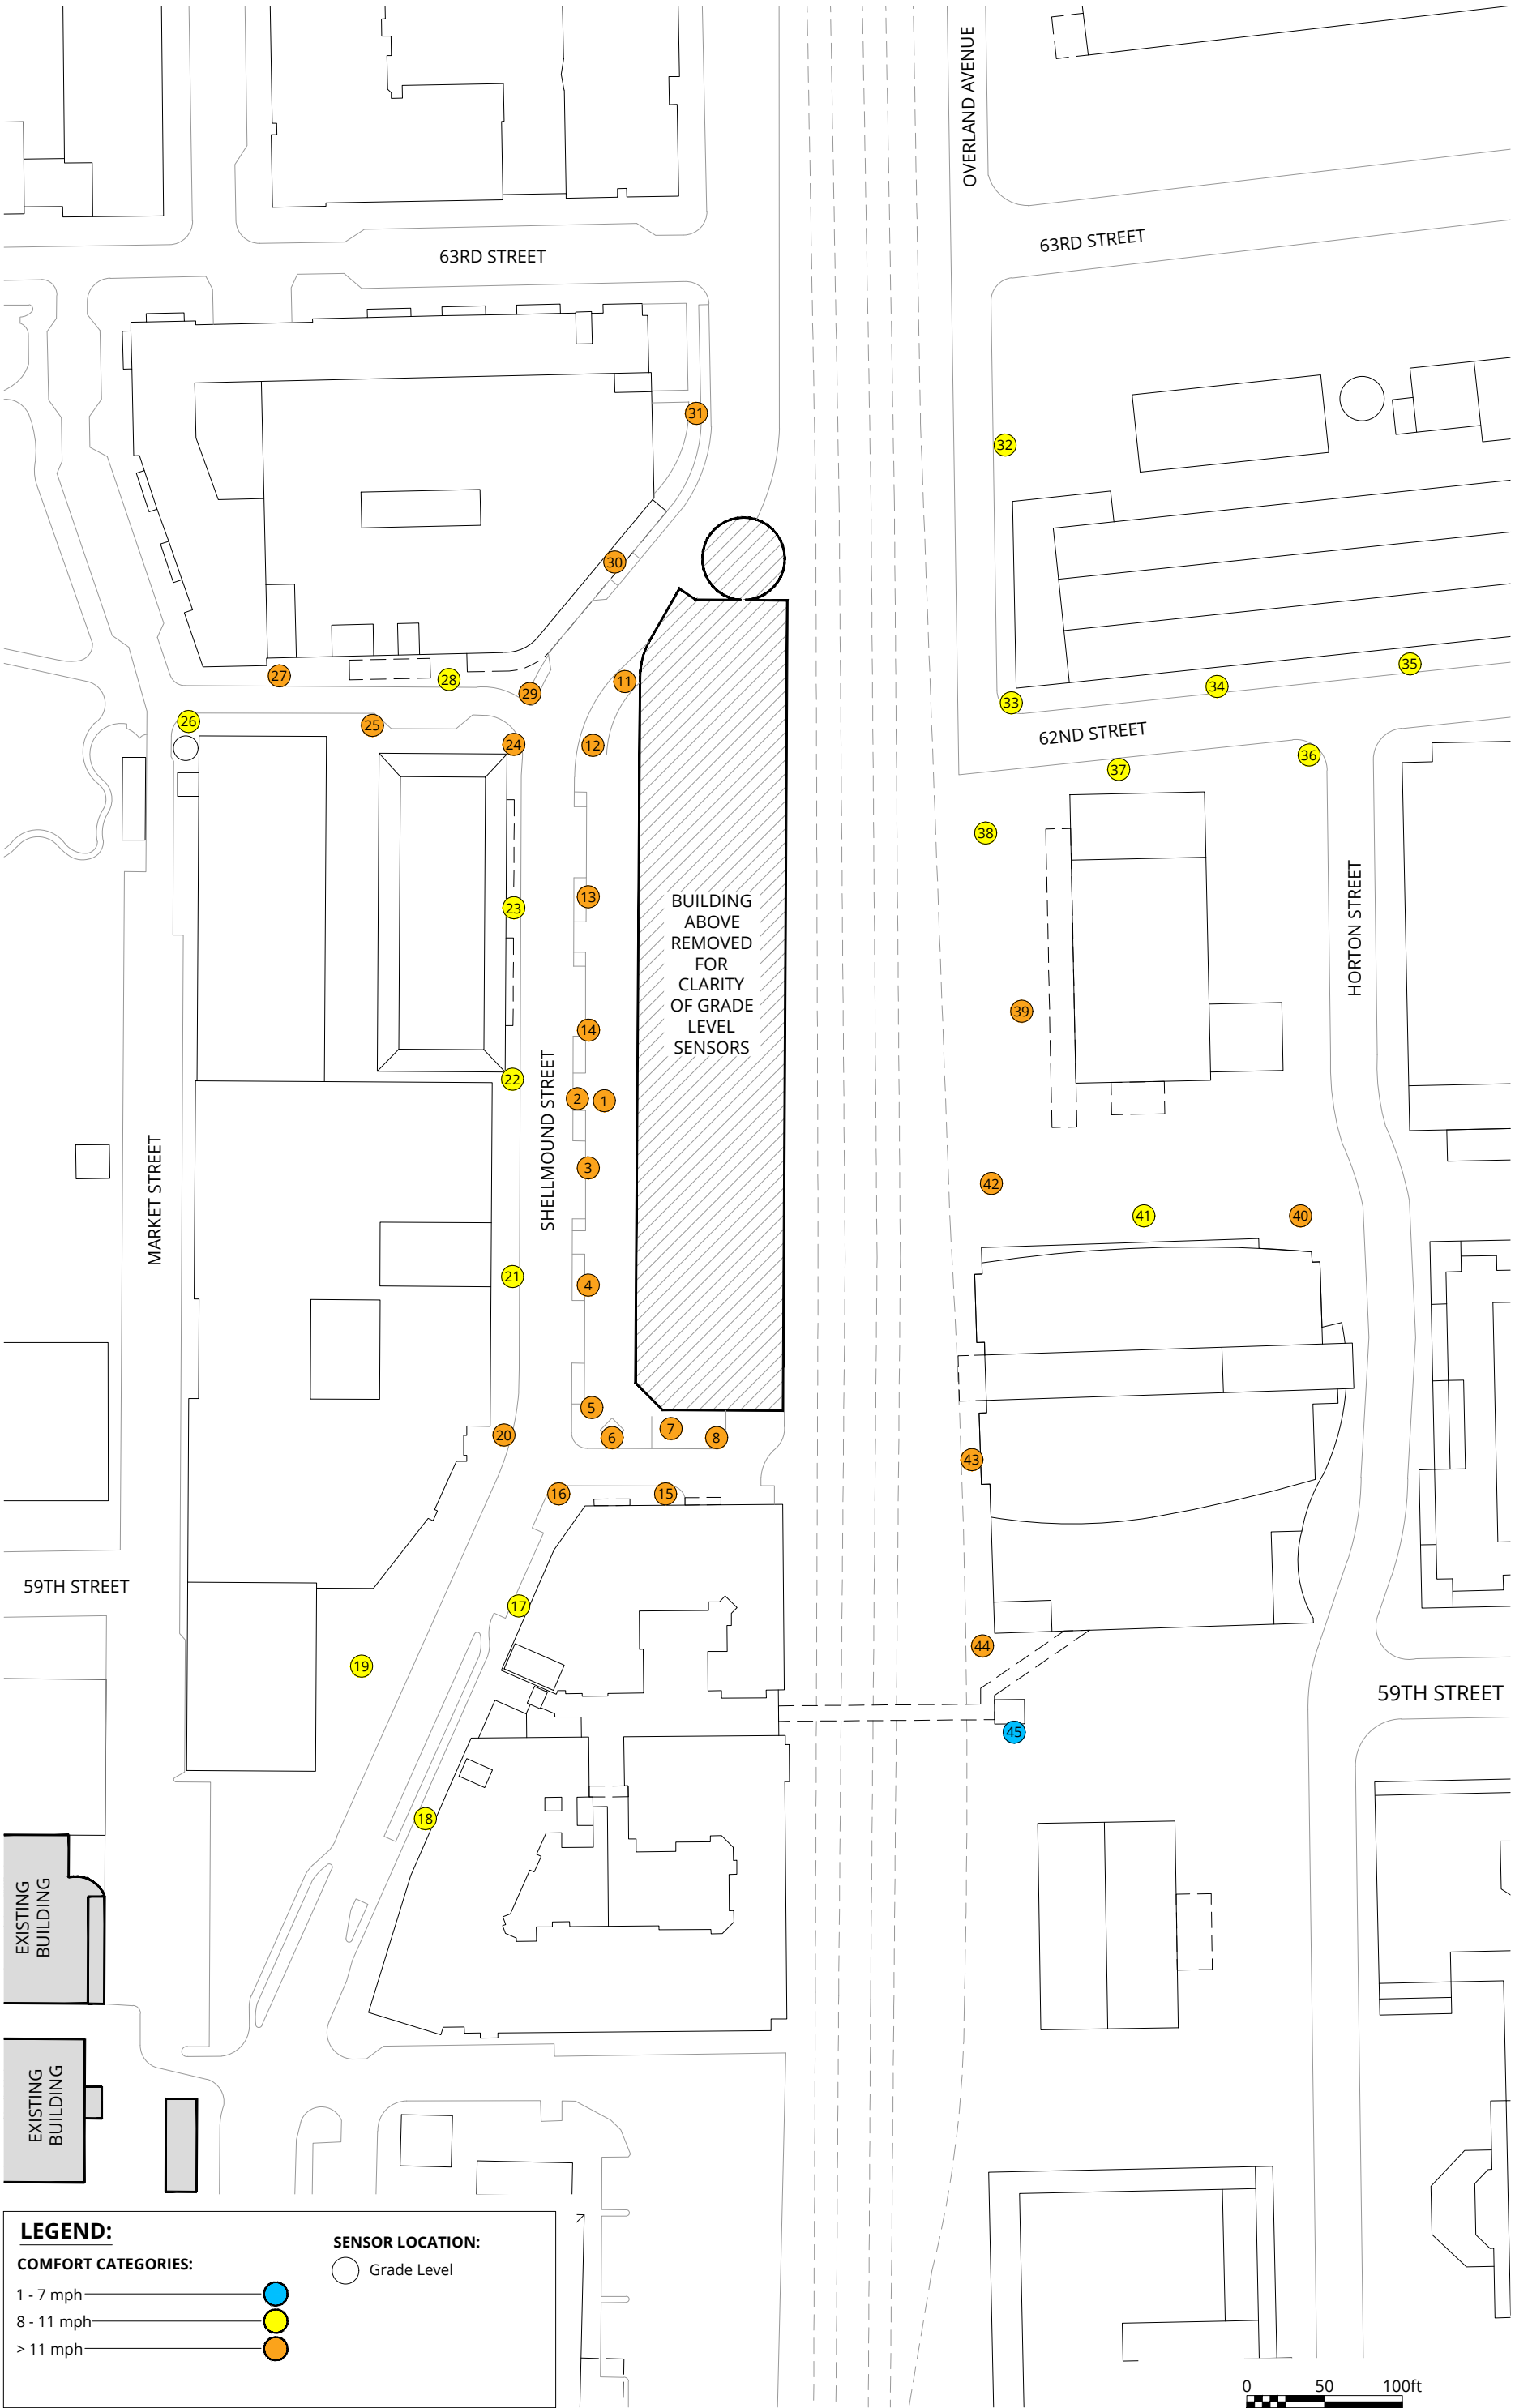 OVERLAND AVENUE
63RD STREET
63RD STREET
31
32
30
35
27
28
11
34
29
33
26
25
62ND STREET
24
12
36
37
38
HORTON STREET
13
BUILDING
ABOVE
REMOVED
FOR
CLARITY
OF GRADE
LEVEL
SENSORS
23
39
14
SHELLMOUND STREET
22
2
1
MARKET STREET
3
42
41
40
21
4
5
20
6
7
8
43
16
15
59TH STREET
17
44
19
59TH STREET
45
18
EXISTING
BUILDING
EXISTING
BUILDING
LEGEND:
SENSOR LOCATION:
COMFORT CATEGORIES:
Grade Level
1 - 7 mph
8 - 11 mph
> 11 mph
0 50 100ft